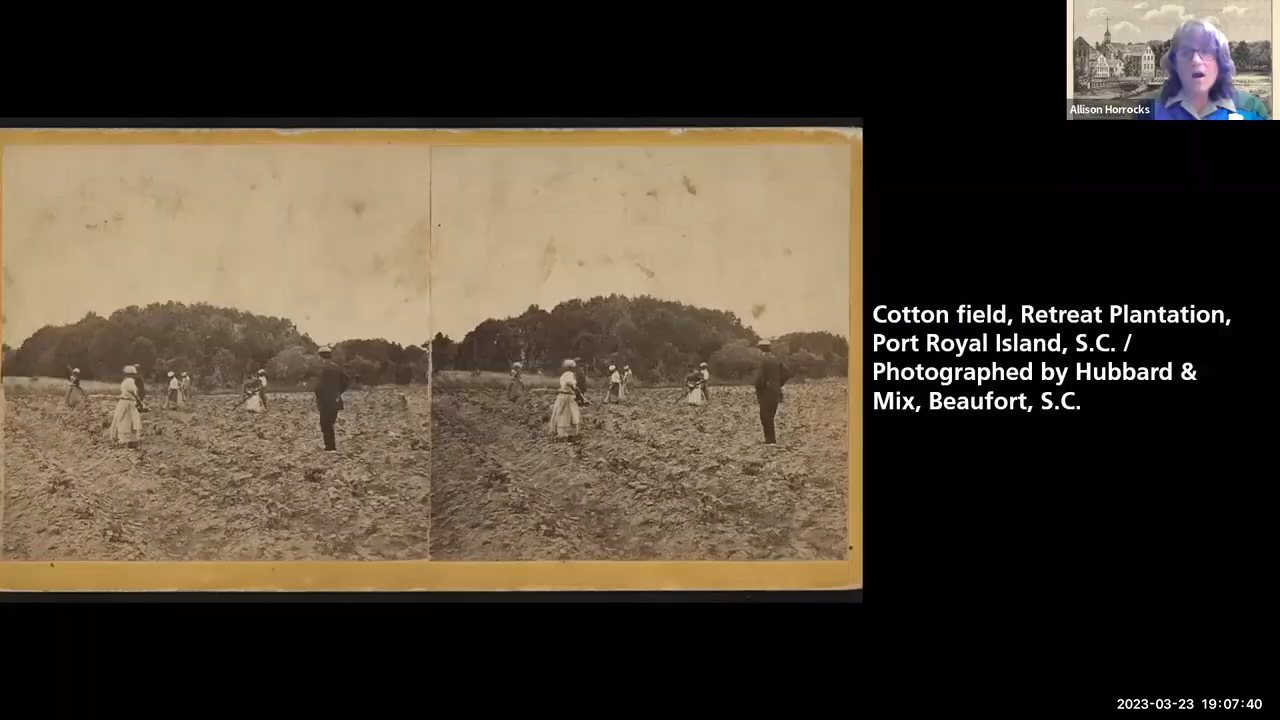 Allison Horrocks
Cotton field, Retreat Plantation,
Port Royal Island, S.C. /
Photographed by Hubbard &
Mix, Beaufort, S.C.
2023-03-23 19:07:40